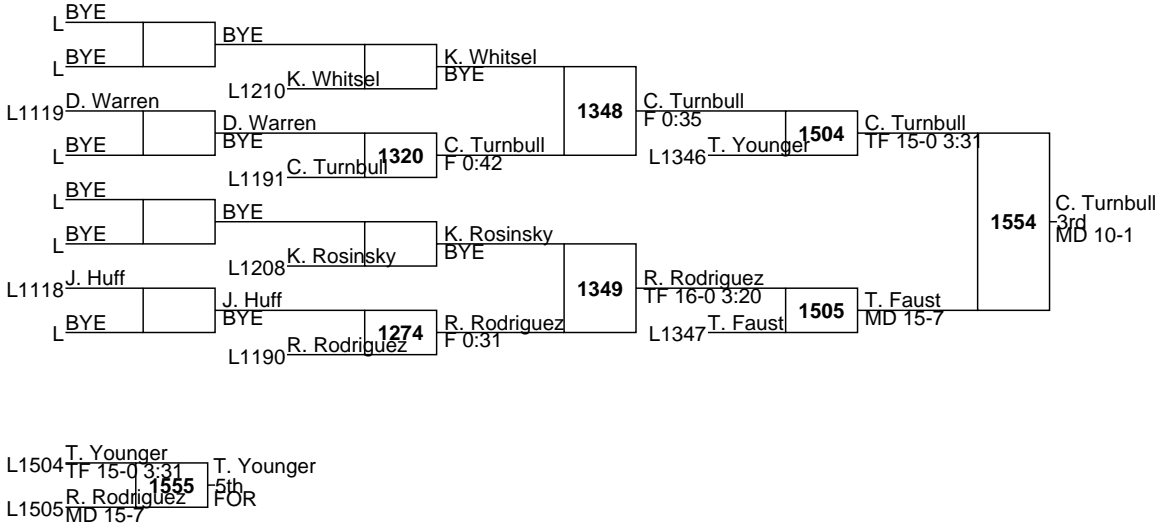 L BYE
BYE
L BYE
K. Whitsel
BYE
L1210 K. Whitsel
L1119 D. Warren
1348
C. Turnbull
F 0:35
D. Warren
BYE
1504
C. Turnbull
TF 15-0 3:31
L BYE
1320
C. Turnbull
F 0:42
L1346 T. Younger
L1191 C. Turnbull
L BYE
BYE
1554
C. Turnbull
3rd
MD 10-1
L BYE
K. Rosinsky
BYE
L1208 K. Rosinsky
L1118 J. Huff
1349
R. Rodriguez
TF 16-0 3:20
J. Huff
BYE
1505
T. Faust
MD 15-7
L BYE
1274
R. Rodriguez
F 0:31
L1347 T. Faust
L1190 R. Rodriguez
L1504 T. Younger
TF 15-0 3:31
1555
T. Younger
5th
FOR
L1505 R. Rodriguez
MD 15-7